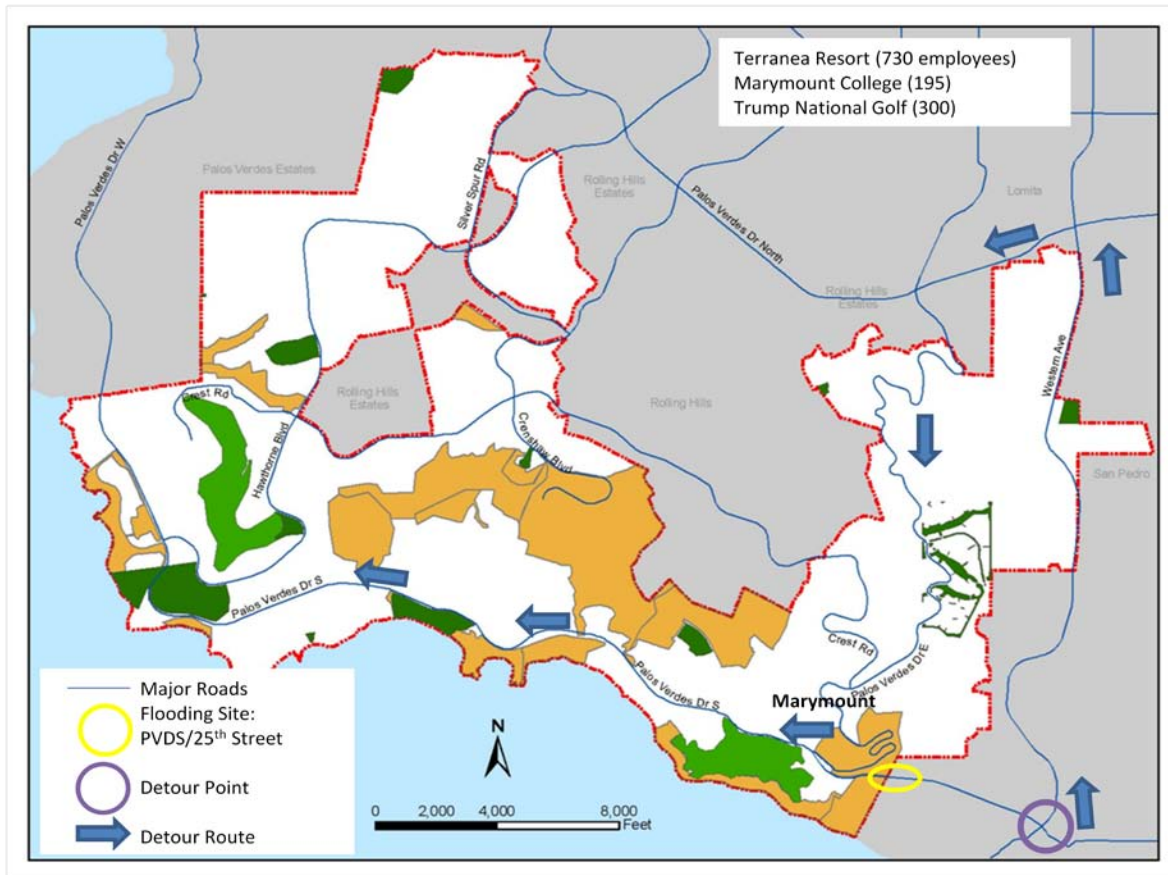 Terranea Resort (730 employees)
Marymount College (195)
Trump National Golf (300)
Palos Verdes Dr W
Palos Verdes Estates
Silver Spur Rd
Rolling Hills
Estates
Palos Verdes Dr North
Lomita
Rolling Hills
Estates
Western Ave
San Pedro
Crest Rd
Hawthorne Blvd
Rolling Hills
Estates
Rolling Hills
Crenshaw Blvd
Palos Verdes Dr S
Crest Rd
Palos Verdes Dr E
Palos Verdes Dr S
Marymount
Major Roads
Flooding Site:
PVDS/25th Street
Detour Point
Detour Route
N
0 2,000 4,000 8,000
Feet